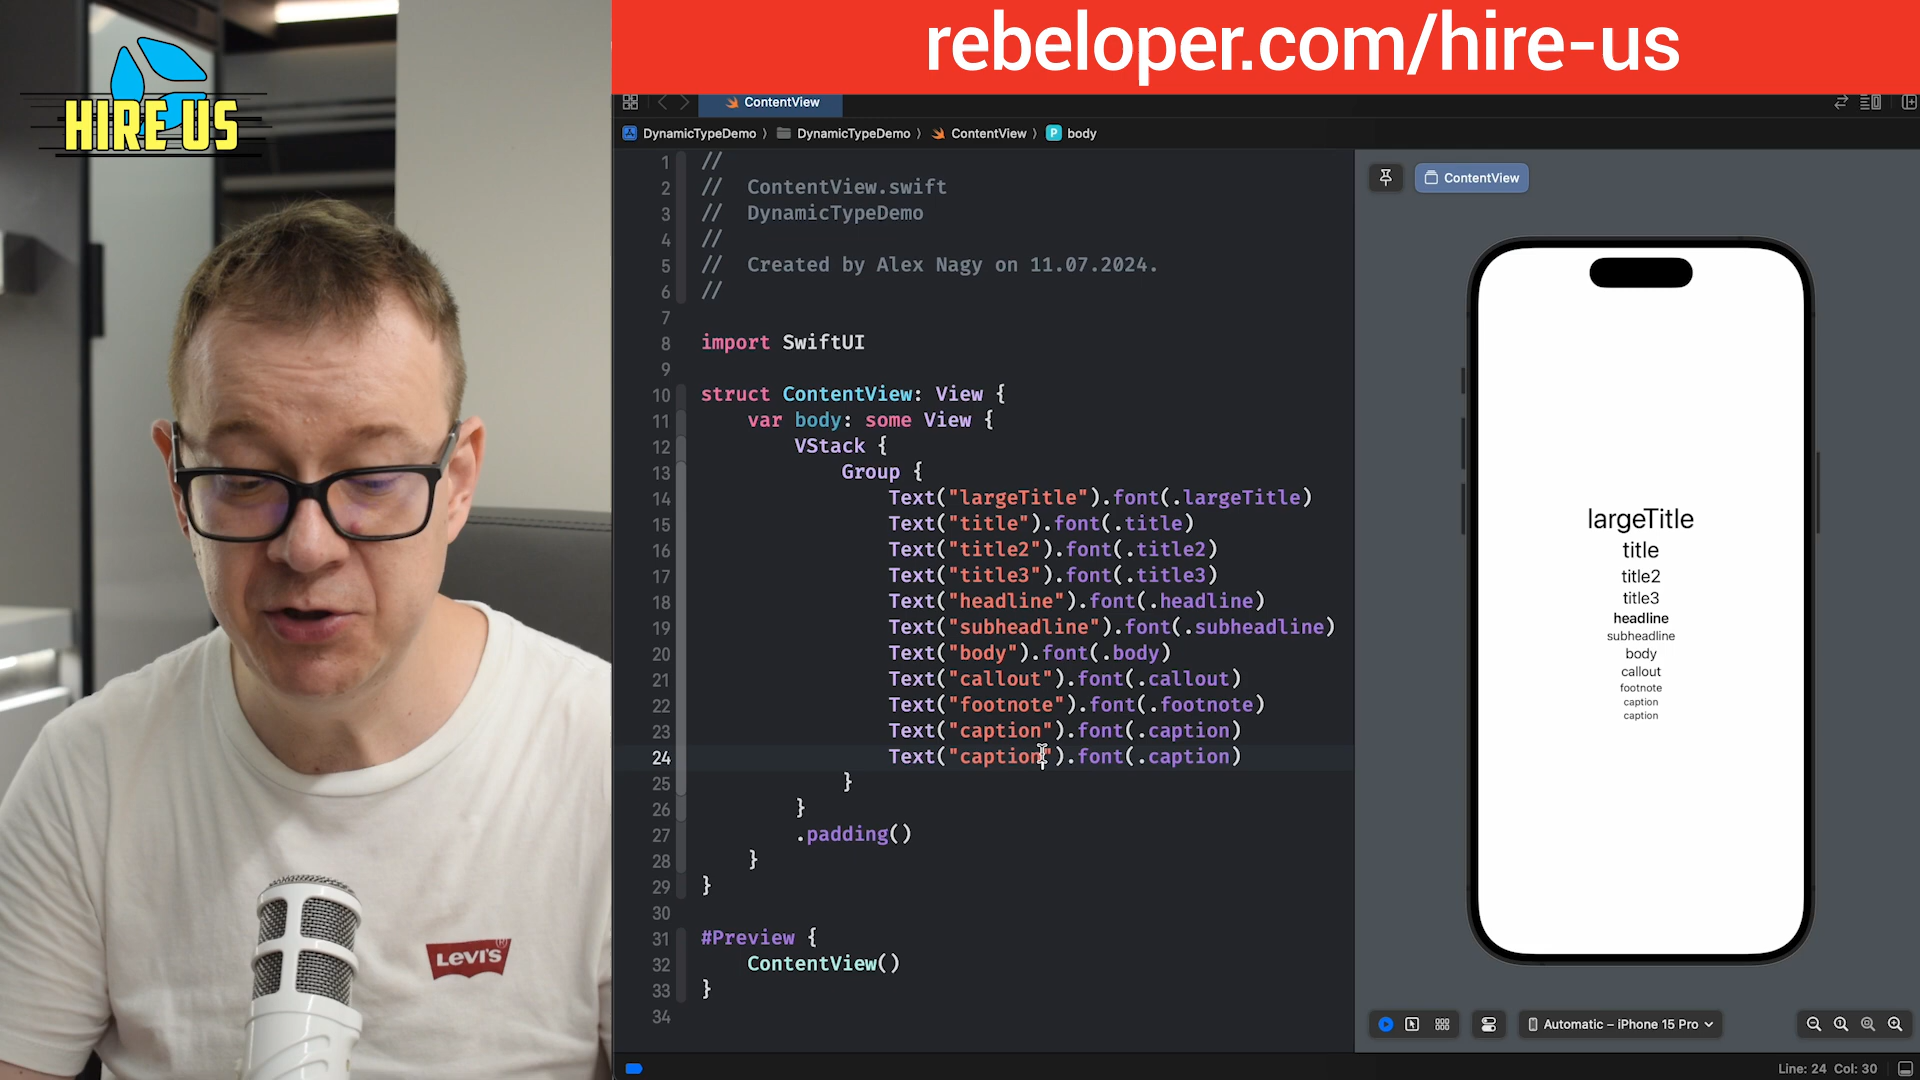 rebeloper.com/hire-us
HIRE US
ContentView
DynamicTypeDemo
DynamicTypeDemo
ContentView
P
body
1
//
2
// ContentView.swift
3
// DynamicTypeDemo
4
//
5
// Created by Alex Nagy on 11.07.2024.
6
//
7
8
import SwiftUI
9
10
struct ContentView: View {
11
var body: some View {
12
VStack {
13
Group {
14
Text("largeTitle").font(.largeTitle)
15
Text("title").font(.title)
16
Text("title2").font(.title2)
17
Text("title3").font(.title3)
18
Text("headline").font(.headline)
19
Text("subheadline").font(.subheadline)
20
Text("body").font(.body)
21
Text("callout").font(.callout)
22
Text("footnote").font(.footnote)
23
Text("caption").font(.caption)
24
Text("caption").font(.caption)
25
}
26
}
27
.padding()
28
}
29
}
30
31
#Preview {
32
ContentView()
33
}
34
ContentView
largeTitle
title
title2
title3
headline
subheadline
body
callout
footnote
caption
caption
Automatic – iPhone 15 Pro
Line: 24 Col: 30
LEVI'S
®